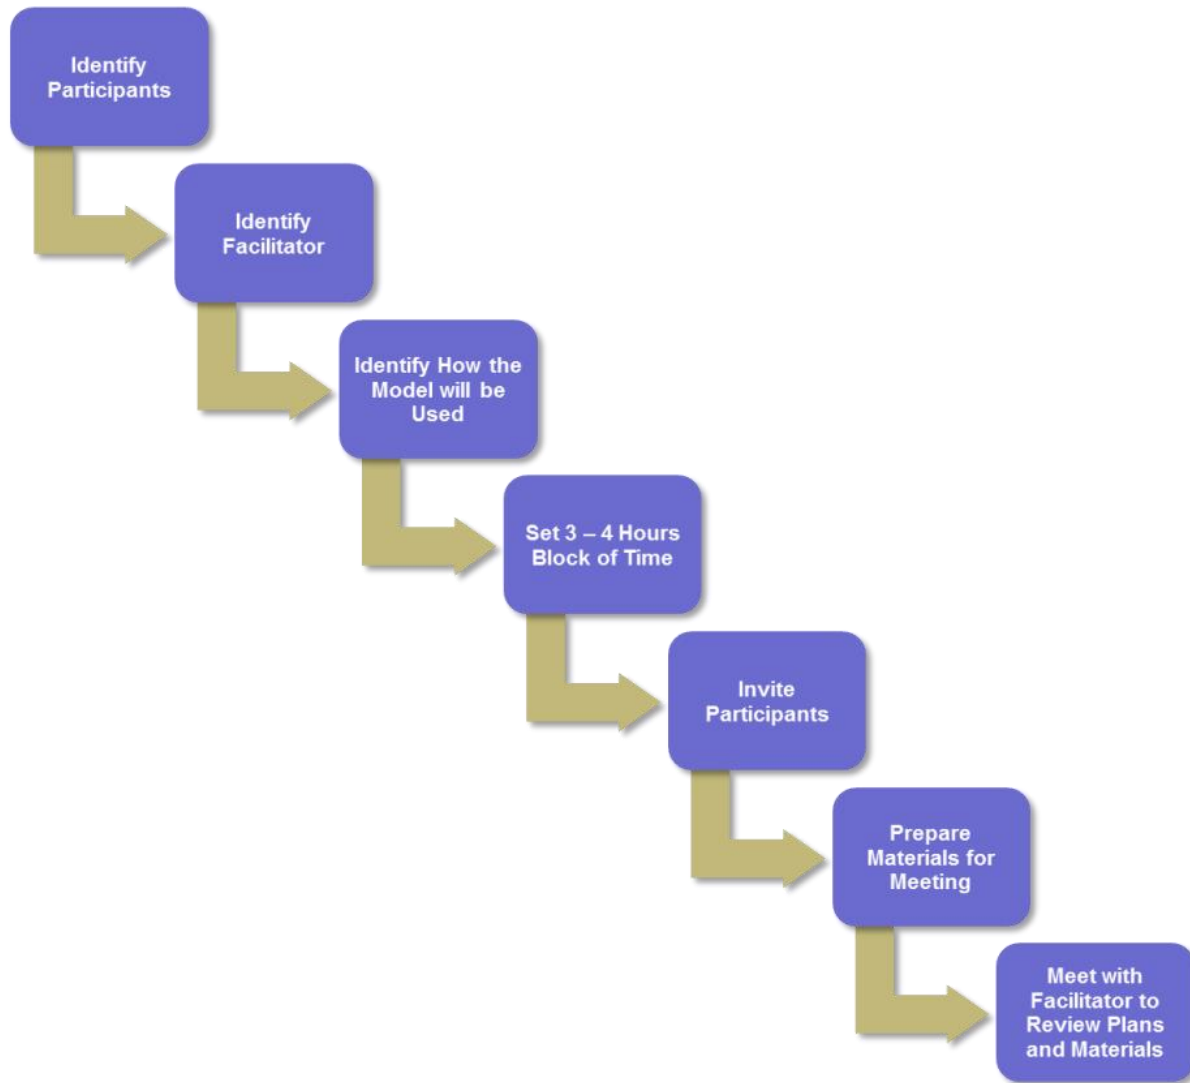 Identify
Participants
Identify
Facilitator
Identify How the
Model will be
Used
Set 3 – 4 Hours
Block of Time
Invite
Participants
Prepare
Materials for
Meeting
Meet with
Facilitator to
Review Plans
and Materials